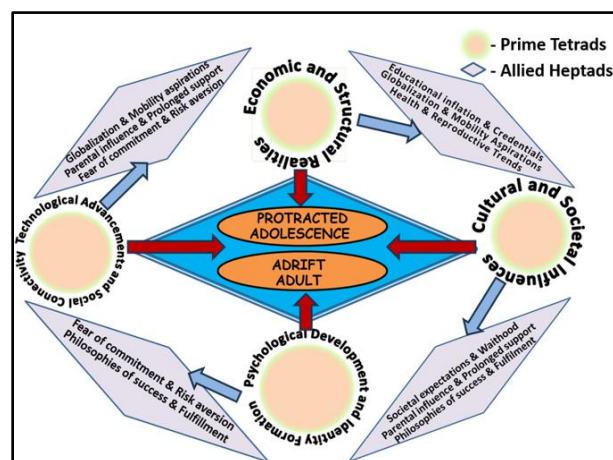 - Prime Tetrads
- Allied Heptads
Globalization & Mobility aspirations
Parental influence & Prolonged support
Fear of commitment & Risk aversion
Economic and Structural Realities
Educational inflation & Credentials
Globalization & Mobility Aspirations
Health & Reproductive Trends
Technological Advancements and Social Connectivity
PROTRACTED
ADOLESCENCE
ADRIFT
ADULT
Cultural and Societal Influences
Fear of commitment & Risk aversion
Philosophies of success & Fulfillment
Psychological Development and Identity Formation
Societal expectations & Waithood
Parental influence & Prolonged support
Philosophies of success & Fulfilment